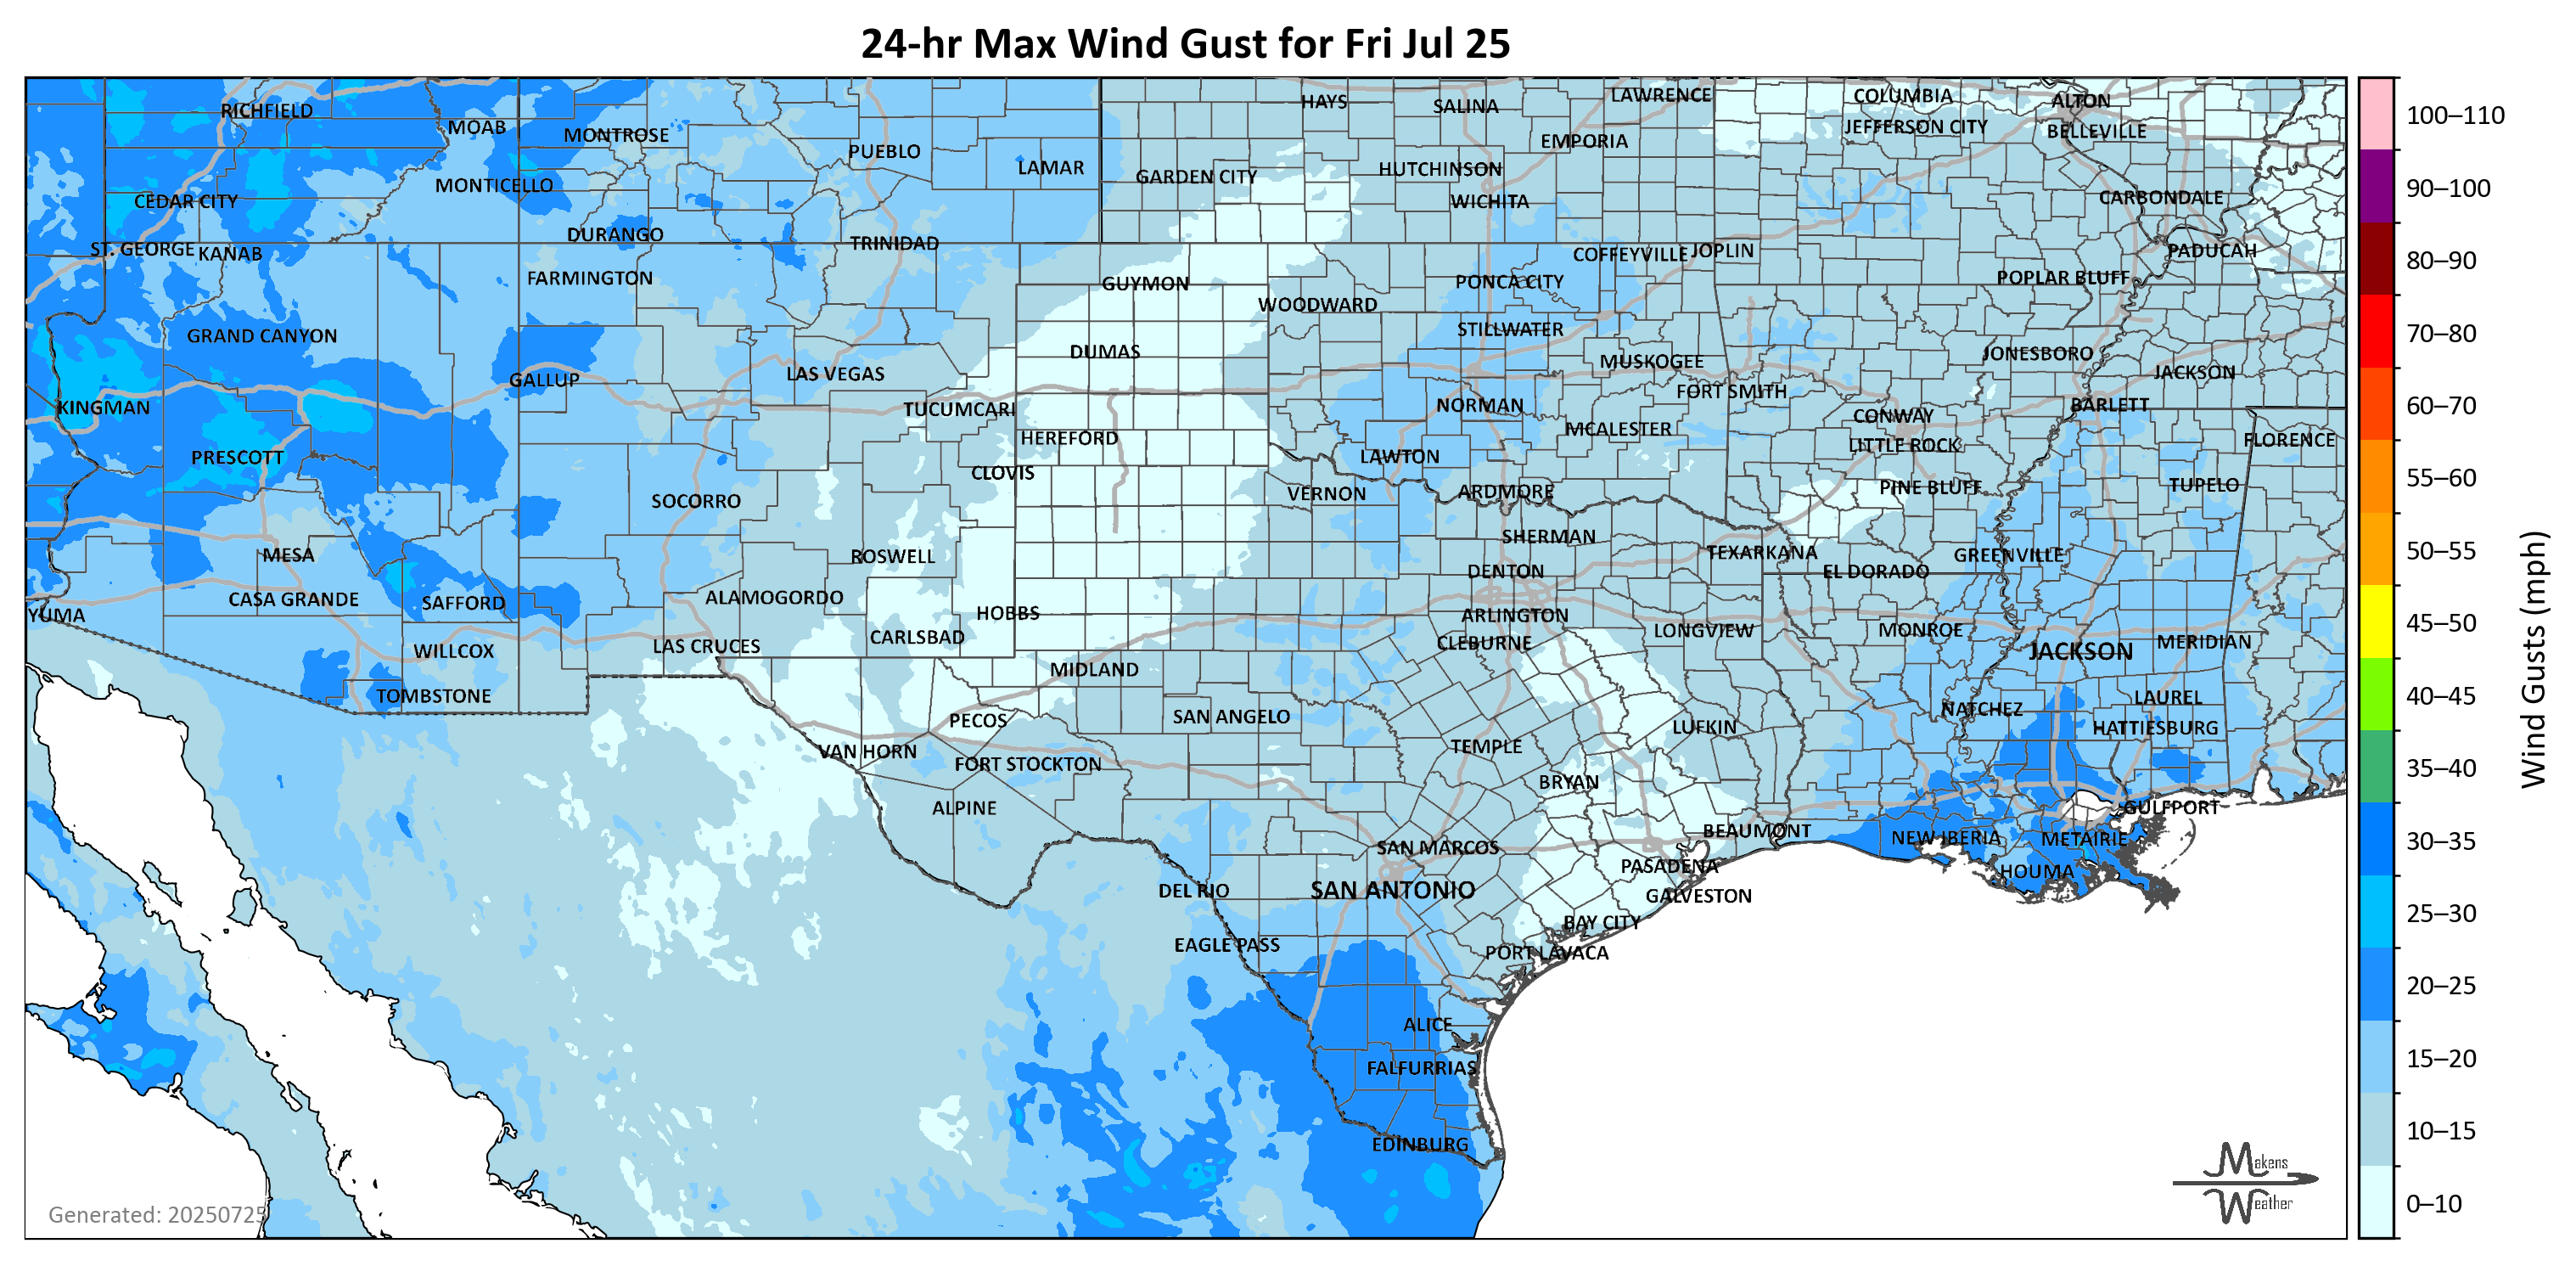 24-hr Max Wind Gust for Fri Jul 25
RICHFIELD
MOAB
MONTROSE
PUEBLO
LAMAR
HAYS
SALINA
LAWRENCE
COLUMBIA
ALTON
JEFFERSON CITY
BELLEVILLE
EMPORIA
GARDEN CITY
HUTCHINSON
MONTICELLO
CEDAR CITY
WICHITA
CARBONDALE
DURANGO
TRINIDAD
ST. GEORGE
KANAB
COFFEYVILLE
JOPLIN
PADUCAH
FARMINGTON
GUYMON
PONCA CITY
POPLAR BLUFF
WOODWARD
GRAND CANYON
STILLWATER
DUMAS
JONESBORO
MUSKOGEE
GALLUP
LAS VEGAS
JACKSON
FORT SMITH
KINGMAN
TUCUMCARI
NORMAN
BARLETT
CONWAY
MCALESTER
HEREFORD
FLORENCE
LITTLE ROCK
PRESCOTT
LAWTON
CLOVIS
PINE BLUFF
TUPELO
SOCORRO
VERNON
ARDMORE
SHERMAN
MESA
ROSWELL
TEXARKANA
GREENVILLE
DENTON
EL DORADO
CASA GRANDE
SAFFORD
ALAMOGORDO
YUMA
HOBBS
ARLINGTON
CARLSBAD
LAS CRUCES
CLEBURNE
LONGVIEW
MONROE
MERIDIAN
WILLCOX
JACKSON
MIDLAND
TOMBSTONE
LAUREL
PECOS
SAN ANGELO
NATCHEZ
LUFKIN
HATTIESBURG
VAN HORN
TEMPLE
FORT STOCKTON
BRYAN
ALPINE
GULFPORT
BEAUMONT
NEW IBERIA
METAIRIE
SAN MARCOS
PASADENA
HOUMA
DEL RIO
SAN ANTONIO
GALVESTON
BAY CITY
EAGLE PASS
PORT LAVACA
ALICE
FALFURRIAS
EDINBURG
Generated: 20250725
Makens
Weather
100–110
90–100
80–90
70–80
60–70
55–60
50–55
45–50
40–45
35–40
30–35
25–30
20–25
15–20
10–15
0–10
Wind Gusts (mph)